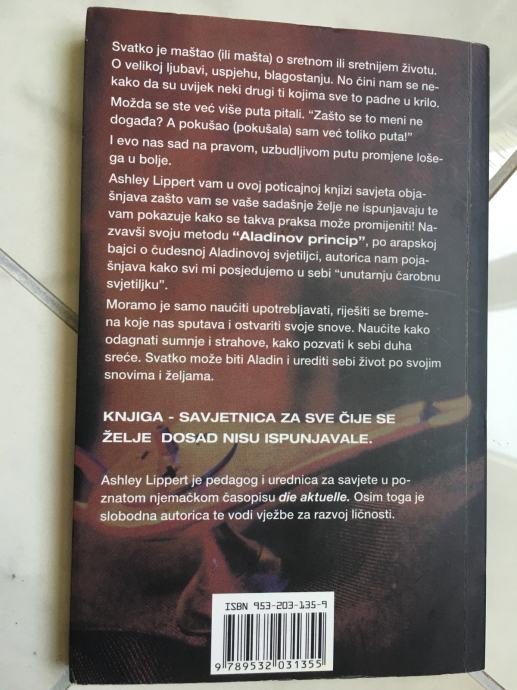 Svatko je maštao (ili mašta) o sretnom ili sretnijem životu.
O velikoj ljubavi, uspjehu, blagostanju. No čini nam se ne-
kako da su uvijek neki drugi ti kojima sve to padne u krilo.
Možda se ste već više puta pitali. “Zašto se to meni ne
događa? A pokušao (pokušala) sam već toliko puta!”
I evo nas sad na pravom, uzbudljivom putu promjene loše-
ga u bolje.
Ashley Lippert vam u ovoj poticajnoj knjizi savjeta obja-
šnjava zašto vam se vaše sadašnje želje ne ispunjavaju te
vam pokazuje kako se takva praksa može promijeniti! Na-
zvavši svoju metodu “Aladinov princip”, po arapskoj
bajci o čudesnoj Aladinovoj svjetiljci, autorica nam poja-
šnjava kako svi mi posjedujemo u sebi “unutarnju čarobnu
svjetiljku”.
Moramo je samo naučiti upotrebljavati, riješiti se breme-
na koje nas sputava i ostvariti svoje snove. Naučite kako
odagnati sumnje i strahove, kako pozvati k sebi duha
sreće. Svatko može biti Aladin i urediti sebi život po svojim
snovima i željama.
KNJIGA - SAVJETNICA ZA SVE ČIJE SE
ŽELJE DOSAD NISU ISPUNJAVALE.
Ashley Lippert je pedagog i urednica za savjete u po-
znatom njemačkom časopisu die aktuelle. Osim toga je
slobodna autorica te vodi vježbe za razvoj ličnosti.
ISBN 953-203-135-9
9 789532 031355